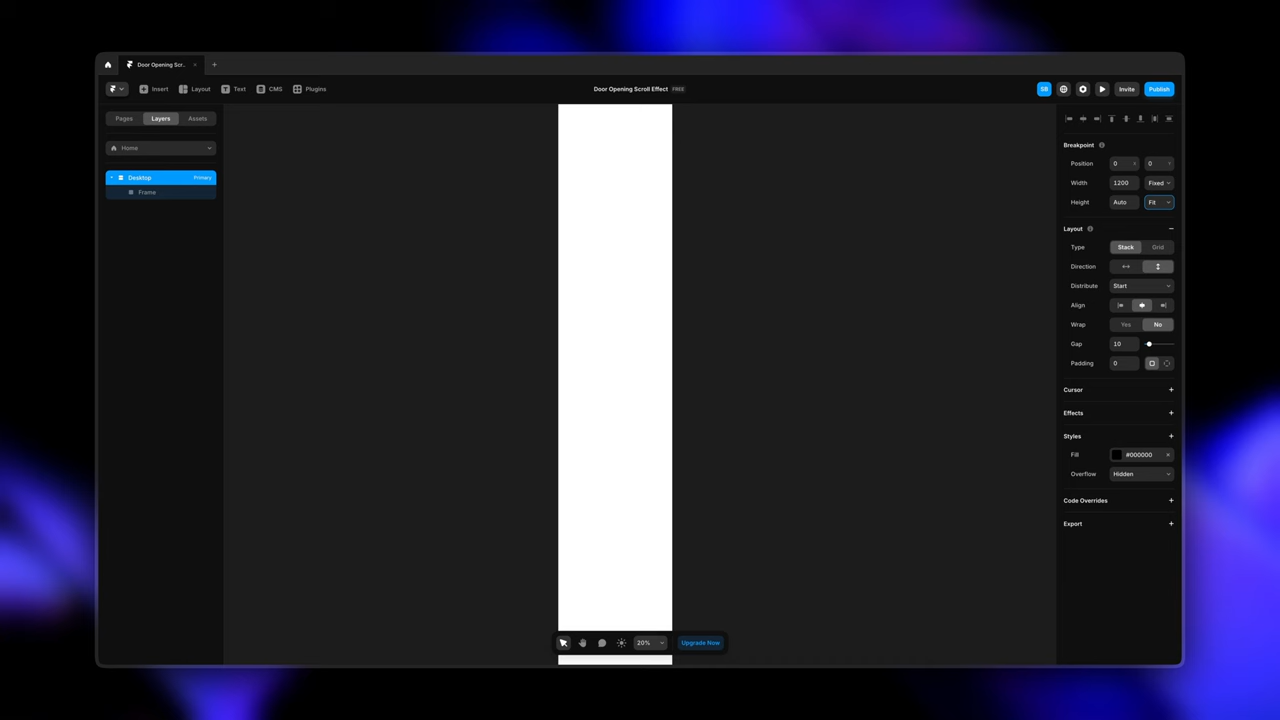 Door Opening Scr..
Insert
Layout
Text
CMS
Plugins
Door Opening Scroll Effect FREE
SB
Invite
Publish
Pages
Layers
Assets
Home
Desktop
Primary
Frame
Breakpoint
Position 0 X 0 Y
Width 1200 Fixed
Height Auto Fit
Layout
Type Stack Grid
Direction
Distribute Start
Align
Wrap Yes No
Gap 10
Padding 0
Cursor
Effects
Styles
Fill #000000
Overflow Hidden
Code Overrides
Export
20%
Upgrade Now